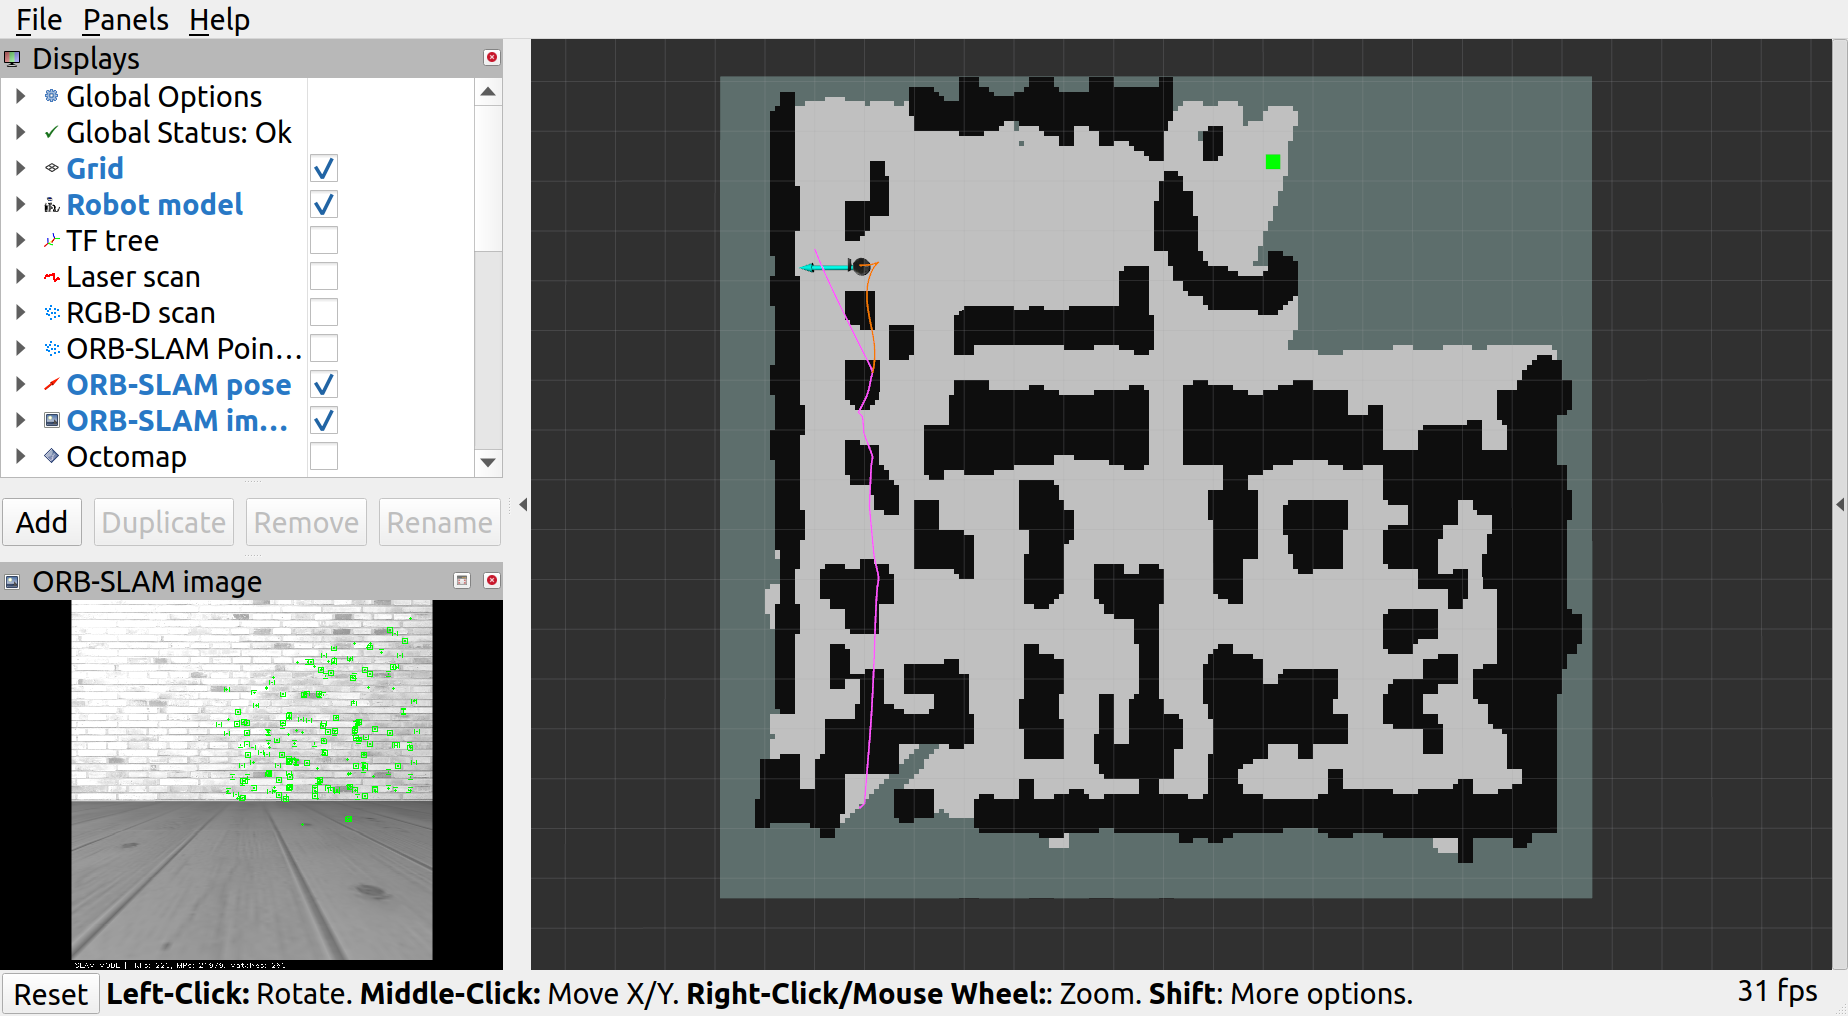 File Panels Help
Displays
Global Options
Global Status: Ok
Grid
Robot model
TF tree
Laser scan
RGB-D scan
ORB-SLAM Poin...
ORB-SLAM pose
ORB-SLAM im...
Octomap
Add Duplicate Remove Rename
ORB-SLAM image
SLAM MODE |
Reset Left-Click: Rotate. Middle-Click: Move X/Y. Right-Click/Mouse Wheel:: Zoom. Shift: More options. 31 fps